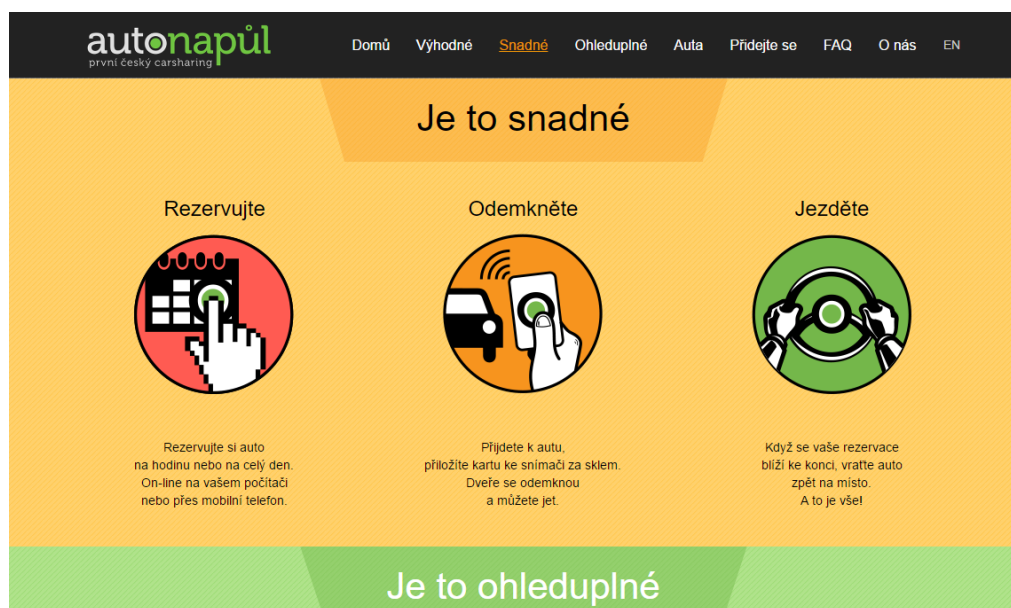 autonapůl
první český carsharing
Domů Výhodné Snadné Ohleduplné Auta Přidejte se FAQ O nás EN
Je to snadné
Rezervujte
Rezervujte si auto
na hodinu nebo na celý den.
On-line na vašem počítači
nebo přes mobilní telefon.
Odemkněte
Přijdete k autu,
přiložíte kartu ke snímači za sklem.
Dveře se odemknou
a můžete jet.
Jezděte
Když se vaše rezervace
blíží ke konci, vraťte auto
zpět na místo.
A to je vše!
Je to ohleduplné